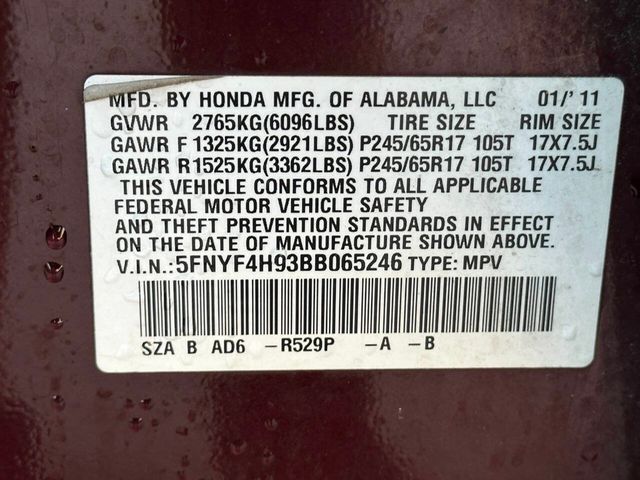 MFD. BY HONDA MFG. OF ALABAMA, LLC 01/'11
GVWR 2765KG(6096LBS) TIRE SIZE RIM SIZE
GAWR F 1325KG(2921LBS) P245/65R17 105T 17X7.5J
GAWR R 1525KG(3362LBS) P245/65R17 105T 17X7.5J
THIS VEHICLE CONFORMS TO ALL APPLICABLE
FEDERAL MOTOR VEHICLE SAFETY
AND THEFT PREVENTION STANDARDS IN EFFECT
ON THE DATE OF MANUFACTURE SHOWN ABOVE.
V.I.N.:5FNYF4H93BB065246 TYPE: MPV
SZA B AD6 -R529P -A -B